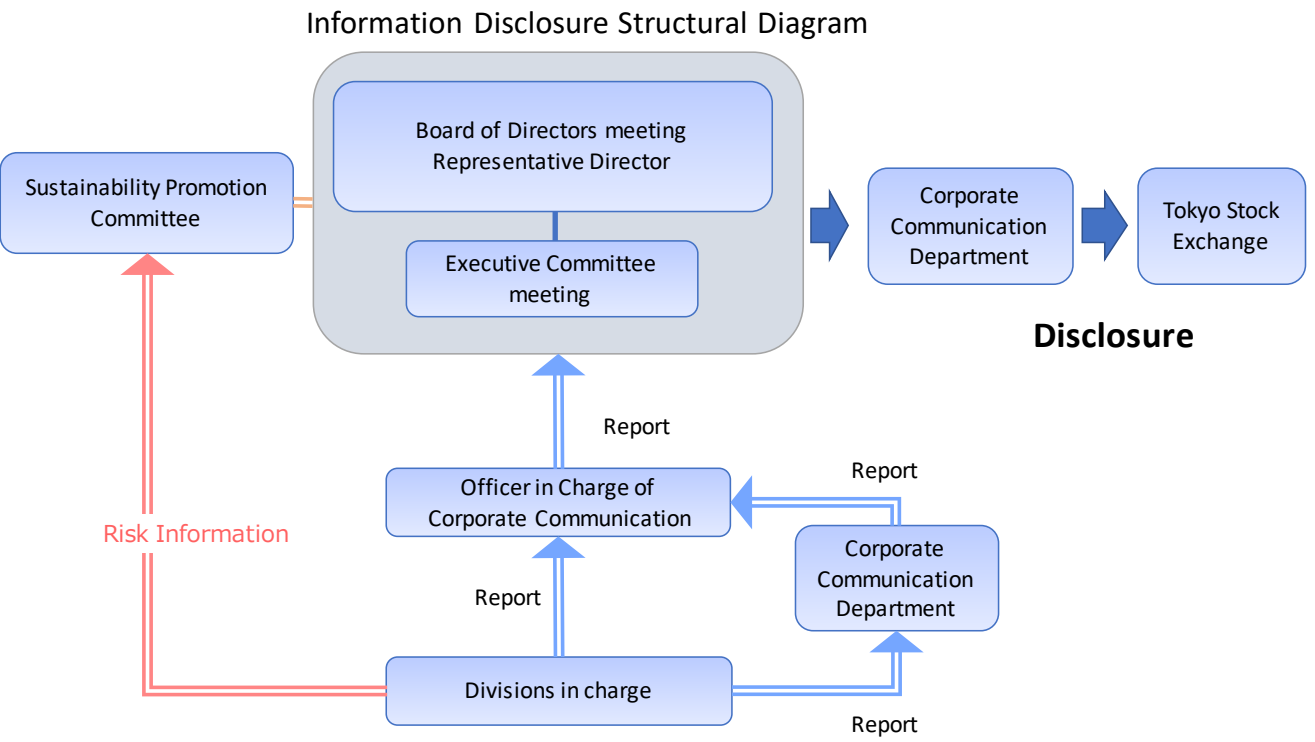 Information Disclosure Structural Diagram
Board of Directors meeting
Representative Director
Sustainability Promotion
Committee
Executive Committee
meeting
Corporate
Communication
Department
Tokyo Stock
Exchange
Disclosure
Report
Officer in Charge of
Corporate Communication
Report
Risk Information
Corporate
Communication
Department
Report
Divisions in charge
Report